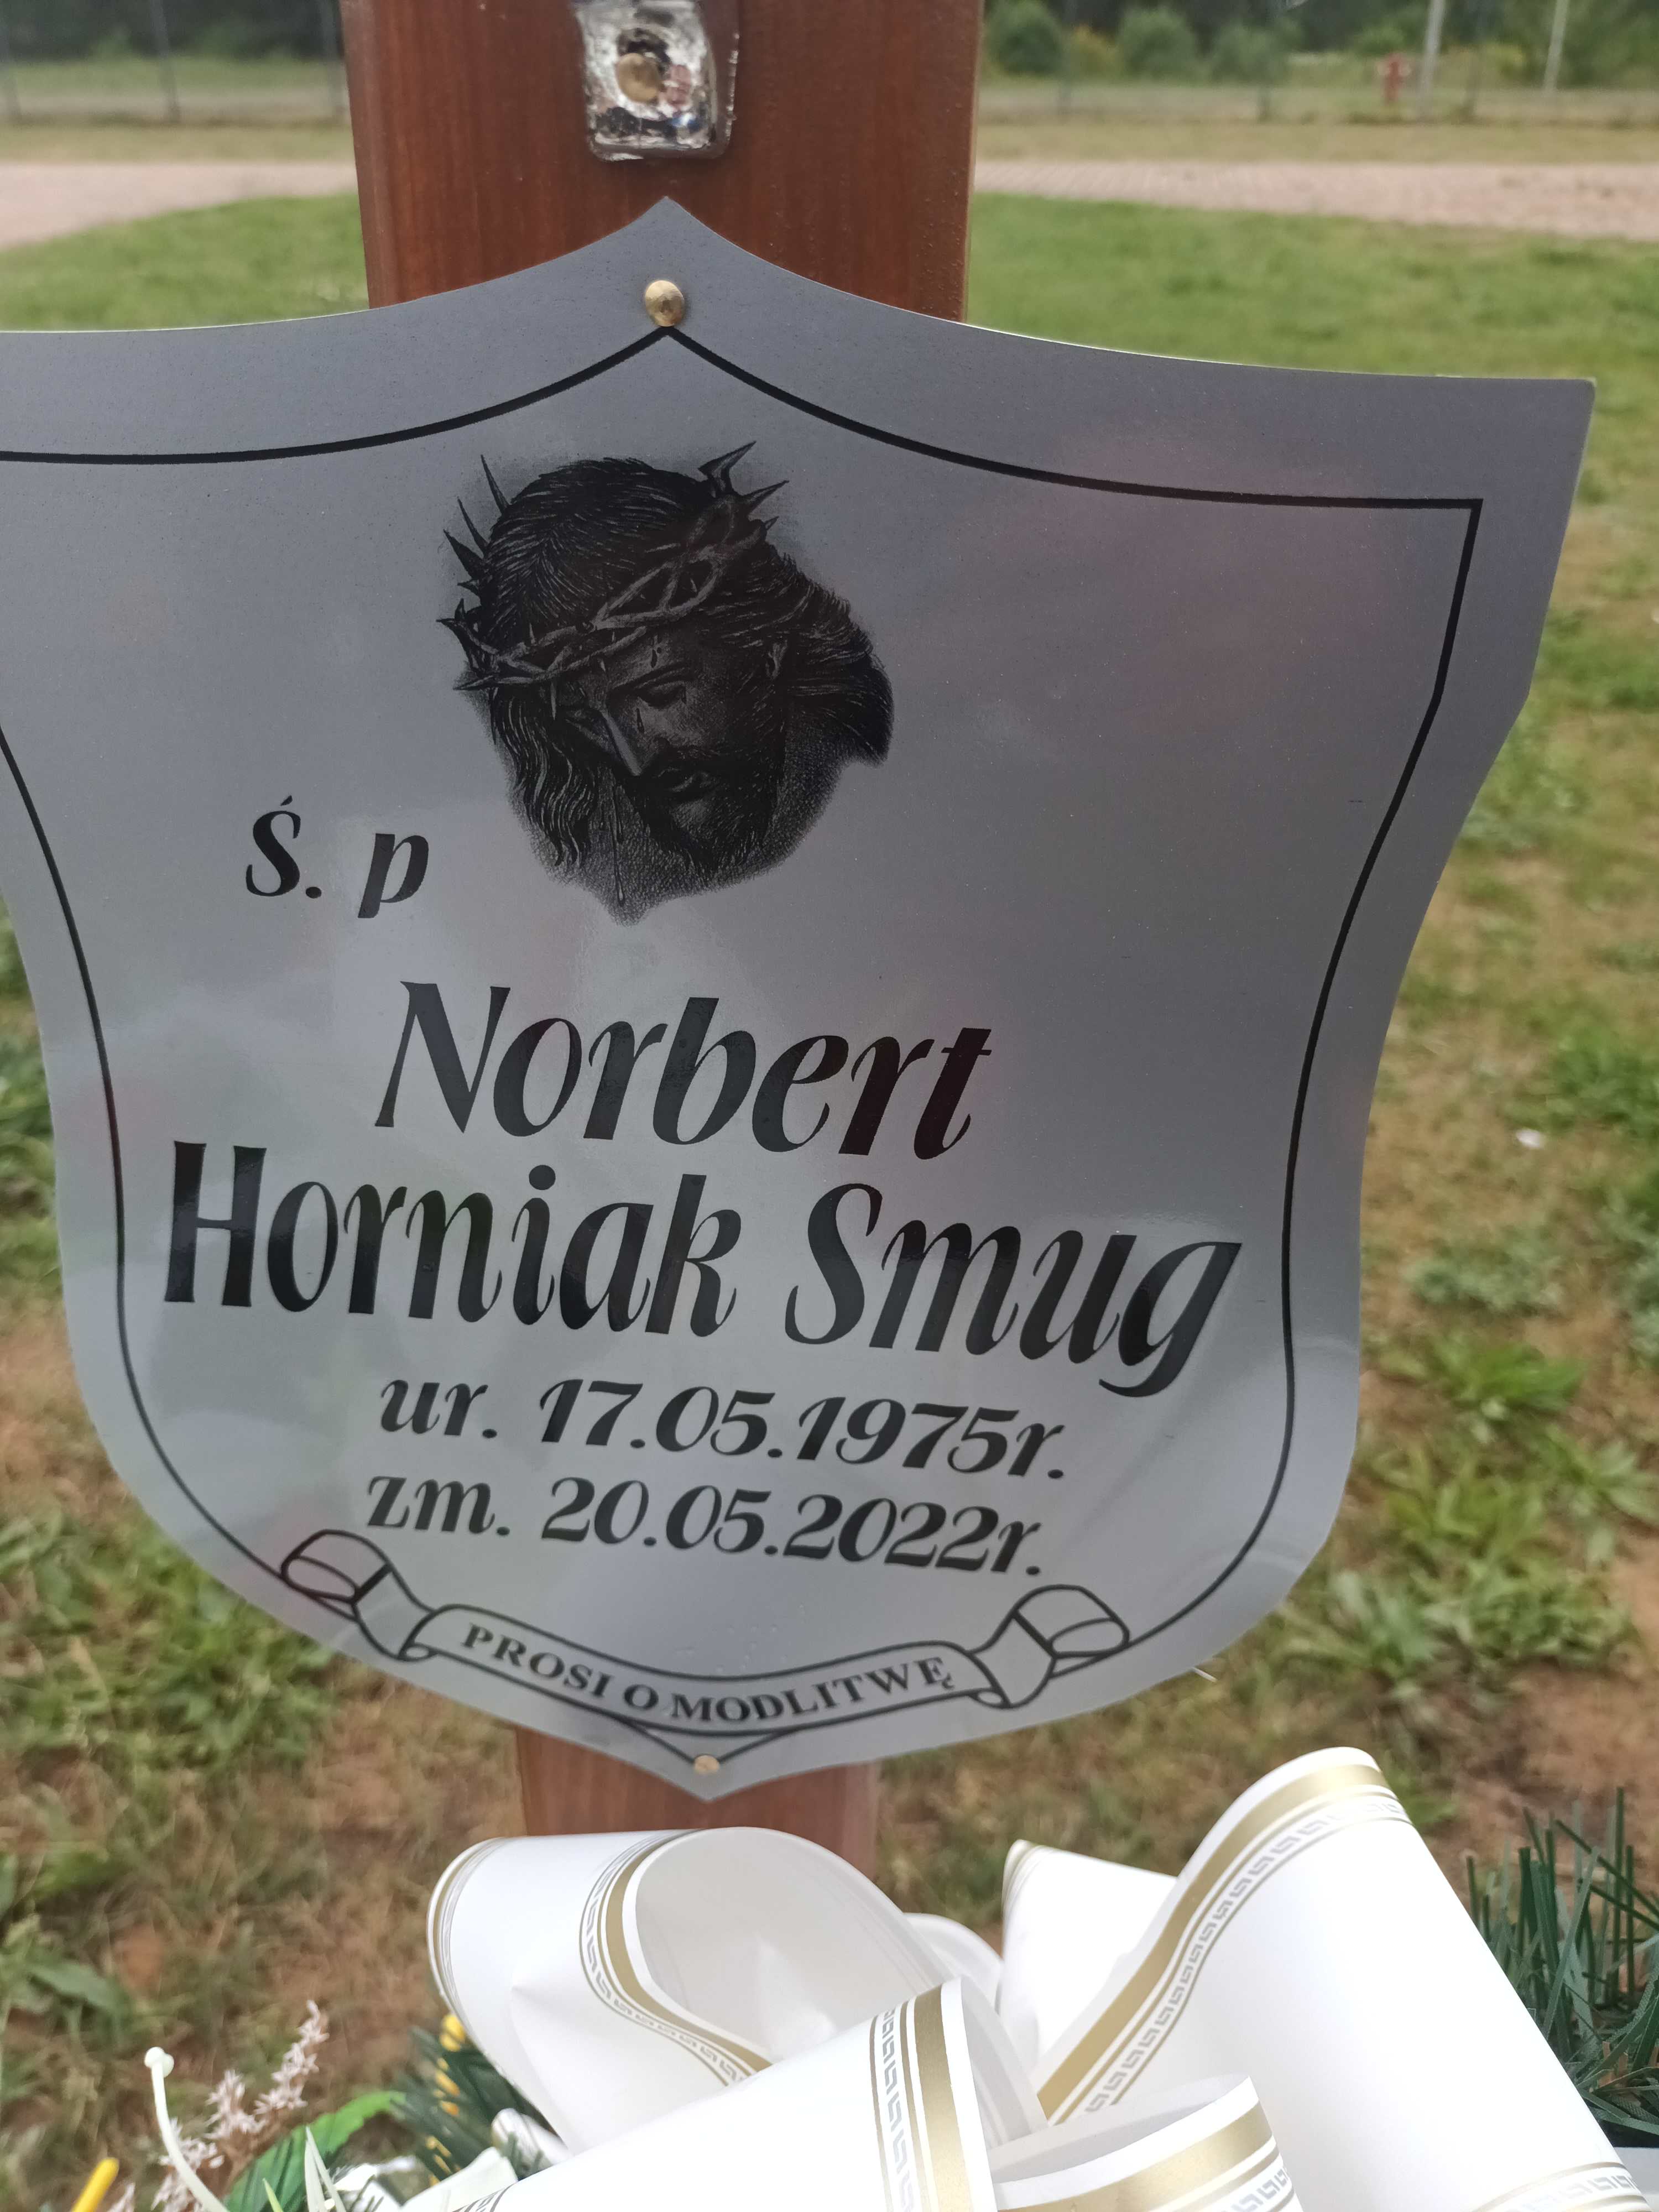 Ś. p
Norbert
Horniak Smug
ur. 17.05.1975r.
zm. 20.05.2022r.
PROSI O MODLITWĘ